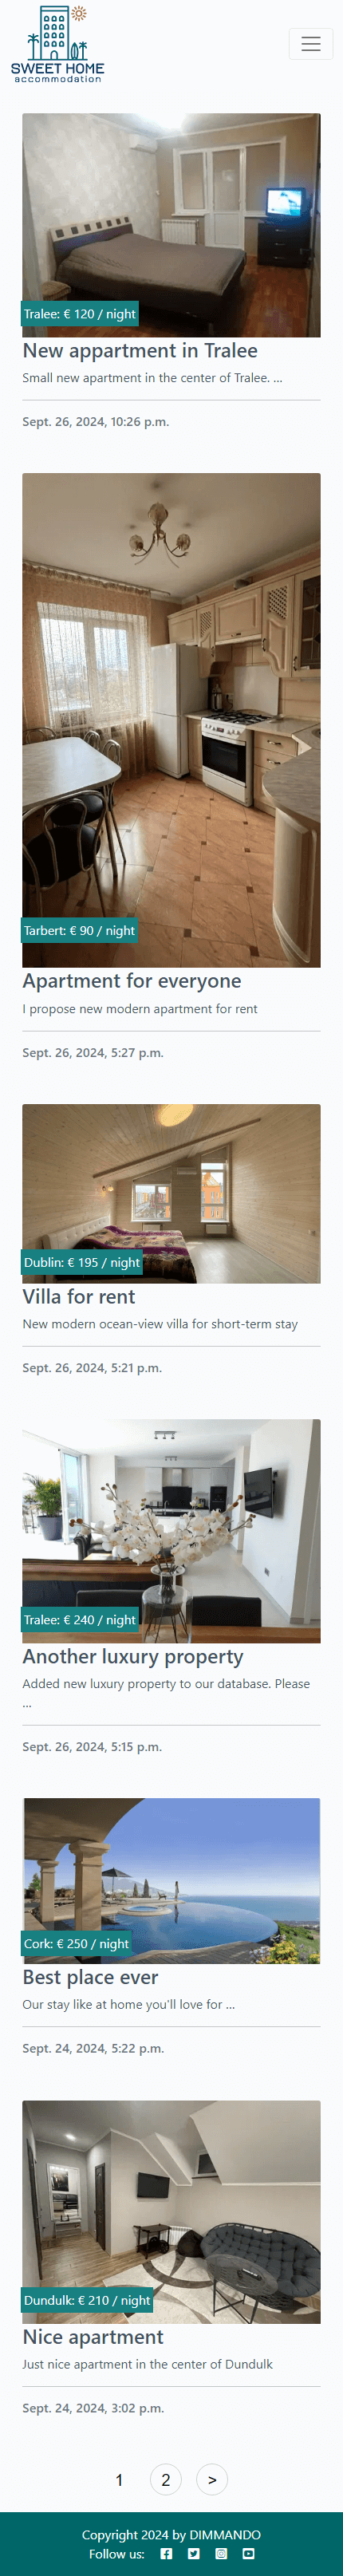 SWEET HOME
accommodation
Tralee: € 120 / night
New appartment in Tralee
Small new apartment in the center of Tralee. ...
Sept. 26, 2024, 10:26 p.m.
Tarbert: € 90 / night
Apartment for everyone
I propose new modern apartment for rent
Sept. 26, 2024, 5:27 p.m.
Dublin: € 195 / night
Villa for rent
New modern ocean-view villa for short-term stay
Sept. 26, 2024, 5:21 p.m.
Tralee: € 240 / night
Another luxury property
Added new luxury property to our database. Please
...
Sept. 26, 2024, 5:15 p.m.
Cork: € 250 / night
Best place ever
Our stay like at home you'll love for ...
Sept. 24, 2024, 5:22 p.m.
Dundulk: € 210 / night
Nice apartment
Just nice apartment in the center of Dundulk
Sept. 24, 2024, 3:02 p.m.
1 2 >
Copyright 2024 by DIMMANDO
Follow us: